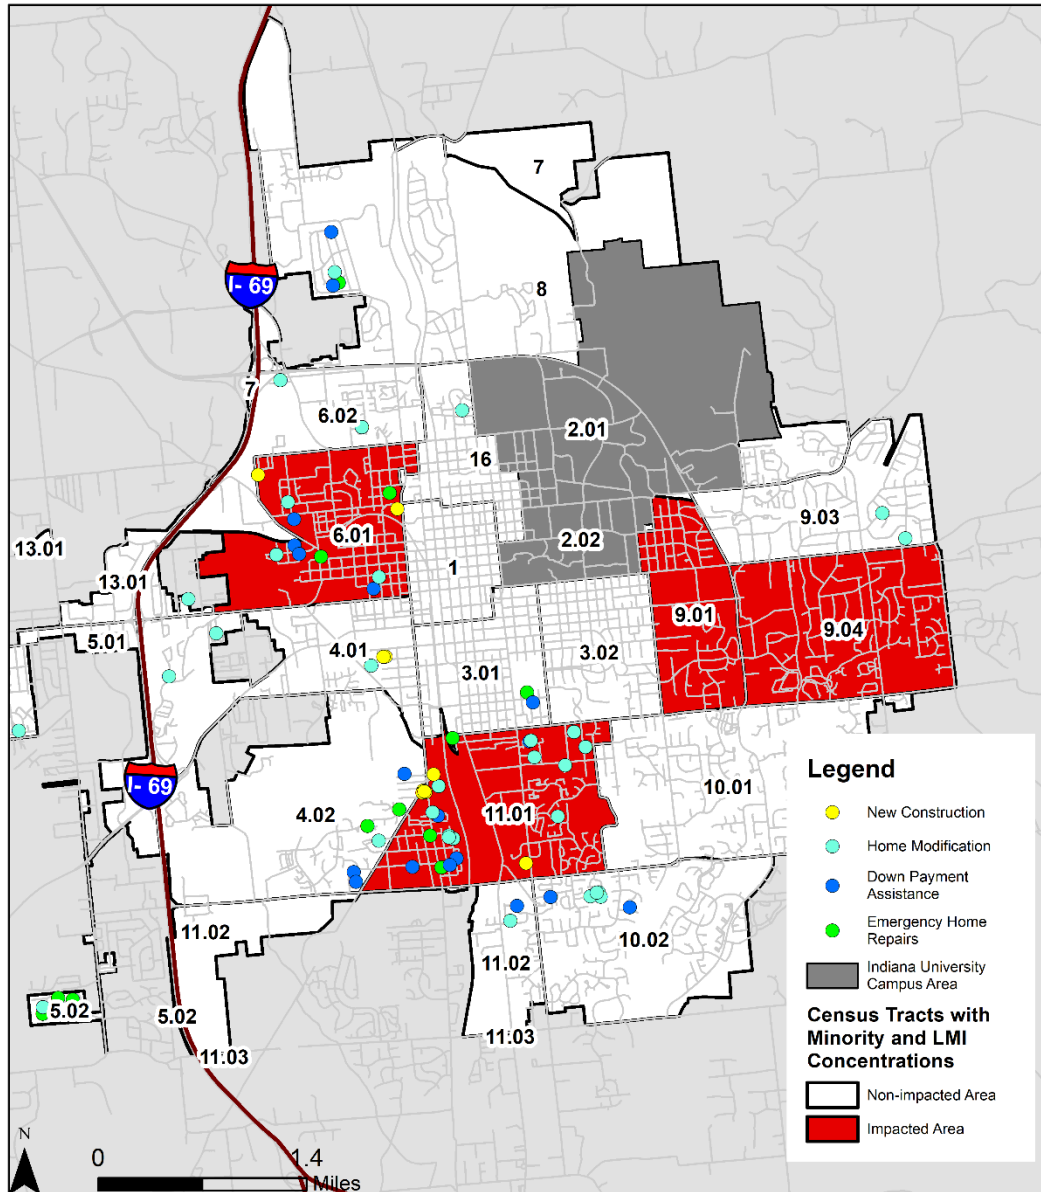 7
I- 69
8
7
6.02
2.01
16
9.03
6.01
2.02
13.01
1
13.01
9.01
9.04
5.01
4.01
3.02
3.01
I- 69
10.01
4.02
11.01
11.02
10.02
11.02
5.02
5.02
11.03
11.03
Legend
New Construction
Home Modification
Down Payment
Assistance
Emergency Home
Repairs
Indiana University
Campus Area
Census Tracts with
Minority and LMI
Concentrations
Non-impacted Area
Impacted Area
N
0
1.4
Miles